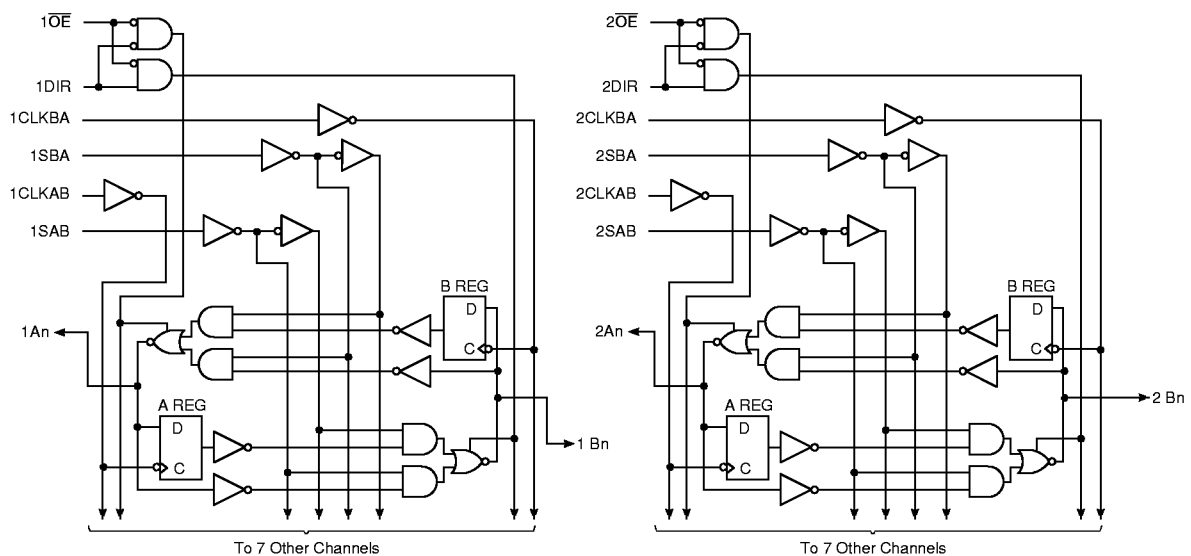 1OE
1DIR
1CLKBA
1SBA
1CLKAB
1SAB
B REG
D
C
1An
A REG
D
C
1 Bn
To 7 Other Channels
2OE
2DIR
2CLKBA
2SBA
2CLKAB
2SAB
B REG
D
C
2An
A REG
D
C
2 Bn
To 7 Other Channels